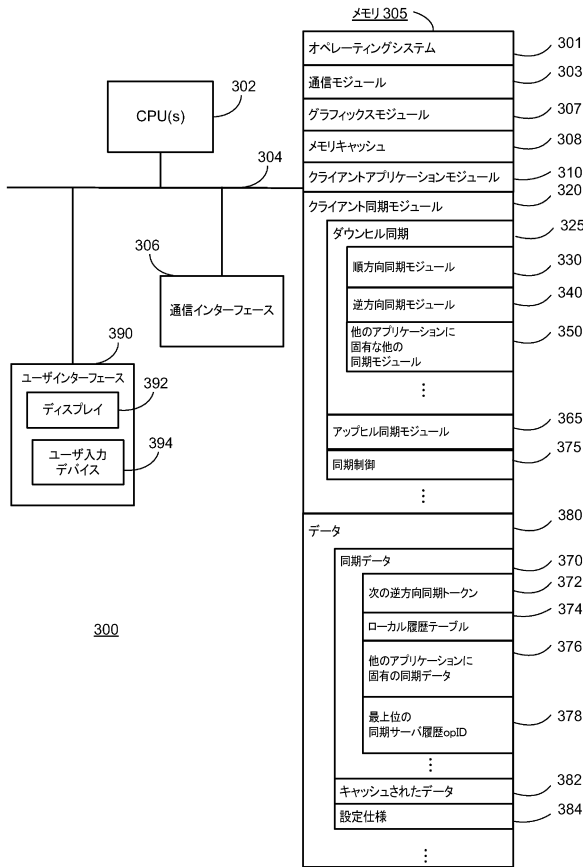 メモリ 305
オペレーティングシステム
301
通信モジュール
303
グラフィックスモジュール
307
メモリキャッシュ
308
クライアントアプリケーションモジュール
310
クライアント同期モジュール
320
ダウンヒル同期
325
順方向同期モジュール
330
逆方向同期モジュール
340
他のアプリケーションに
固有な他の
同期モジュール
350
アップヒル同期モジュール
365
同期制御
375
データ
380
同期データ
370
次の逆方向同期トークン
372
ローカル履歴テーブル
374
他のアプリケーションに
固有の同期データ
376
最上位の
同期サーバ履歴opID
378
キャッシュされたデータ
382
設定仕様
384
CPU(s)
302
304
306
通信インターフェース
390
ユーザインターフェース
ディスプレイ
392
ユーザ入力
デバイス
394
300